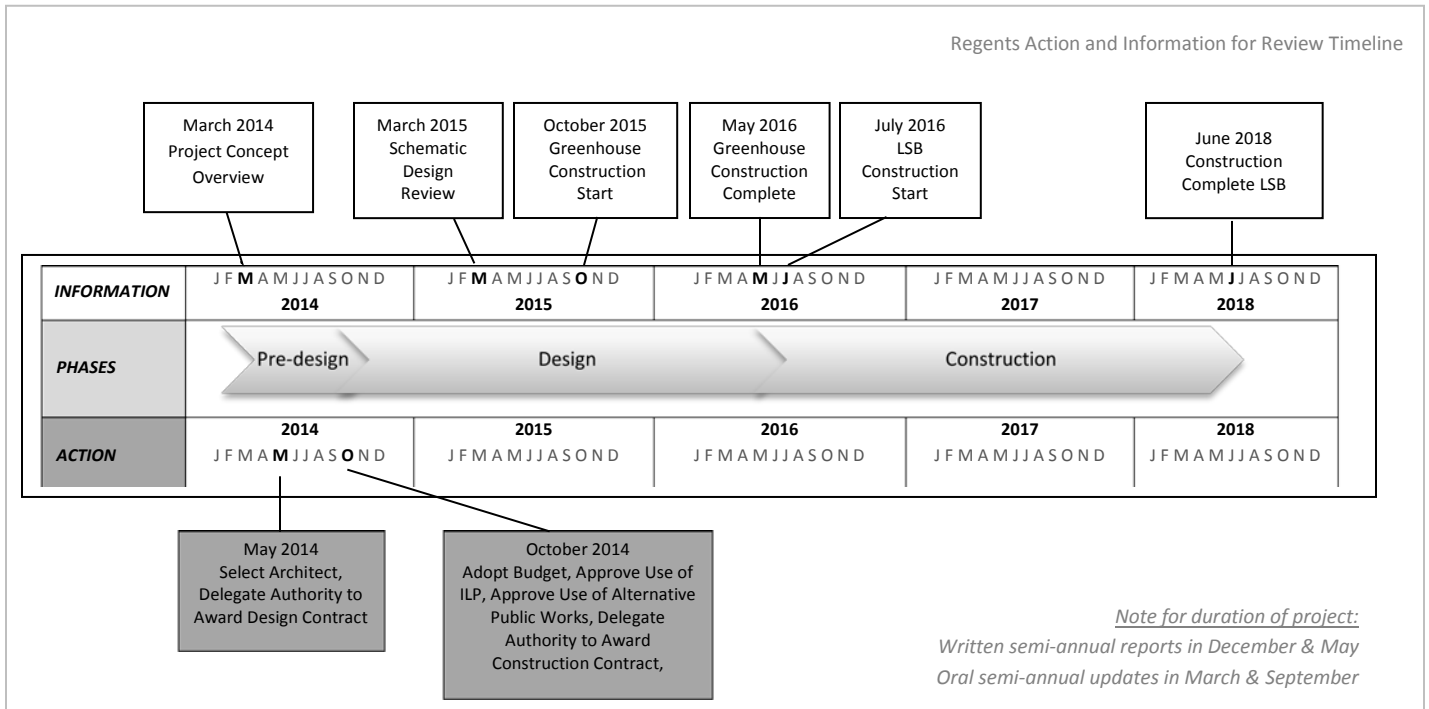 Regents Action and Information for Review Timeline
March 2014
Project Concept
Overview
March 2015
Schematic
Design
Review
October 2015
Greenhouse
Construction
Start
May 2016
Greenhouse
Construction
Complete
July 2016
LSB
Construction
Start
June 2018
Construction
Complete LSB
INFORMATION
J F M A M J J A S O N D
2014
J F M A M J J A S O N D
2015
J F M A M J J A S O N D
2016
J F M A M J J A S O N D
2017
J F M A M J J A S O N D
2018
PHASES
Pre-design
Design
Construction
ACTION
2014
J F M A M J J A S O N D
2015
J F M A M J J A S O N D
2016
J F M A M J J A S O N D
2017
J F M A M J J A S O N D
2018
J F M A M J J A S O N D
May 2014
Select Architect,
Delegate Authority to
Award Design Contract
October 2014
Adopt Budget, Approve Use of
ILP, Approve Use of Alternative
Public Works, Delegate
Authority to Award
Construction Contract,
Note for duration of project:
Written semi-annual reports in December & May
Oral semi-annual updates in March & September